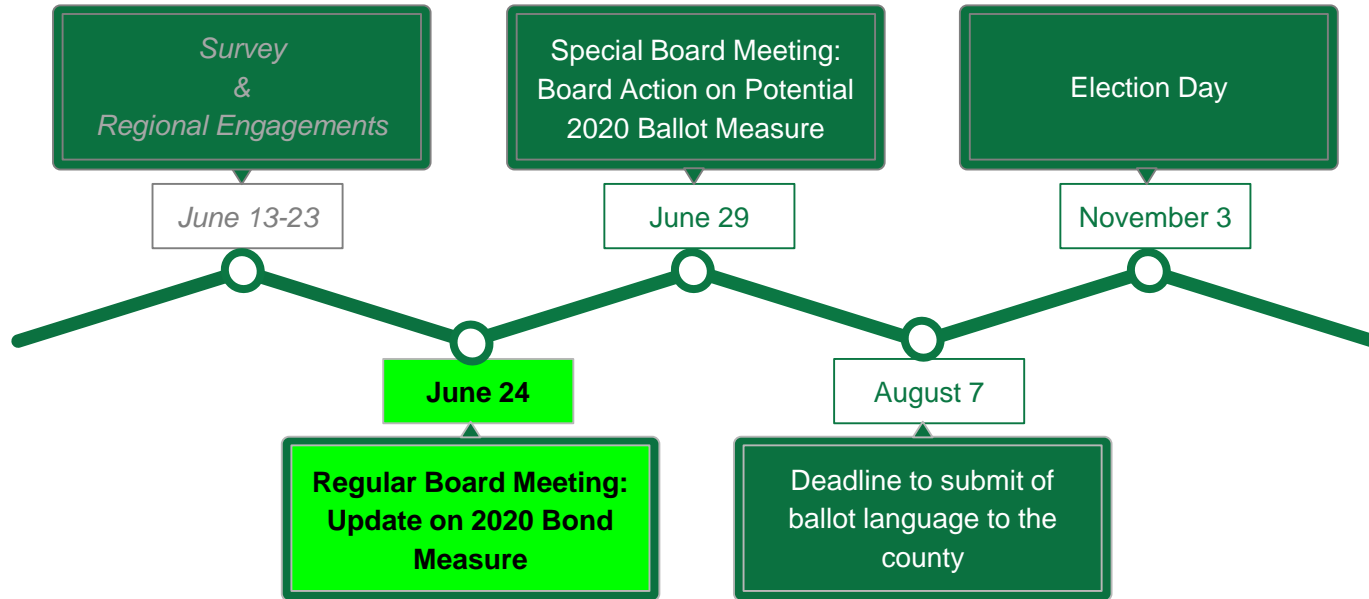 Survey
&
Regional Engagements
June 13-23
June 24
Regular Board Meeting:
Update on 2020 Bond
Measure
Special Board Meeting:
Board Action on Potential
2020 Ballot Measure
June 29
August 7
Deadline to submit of
ballot language to the
county
Election Day
November 3